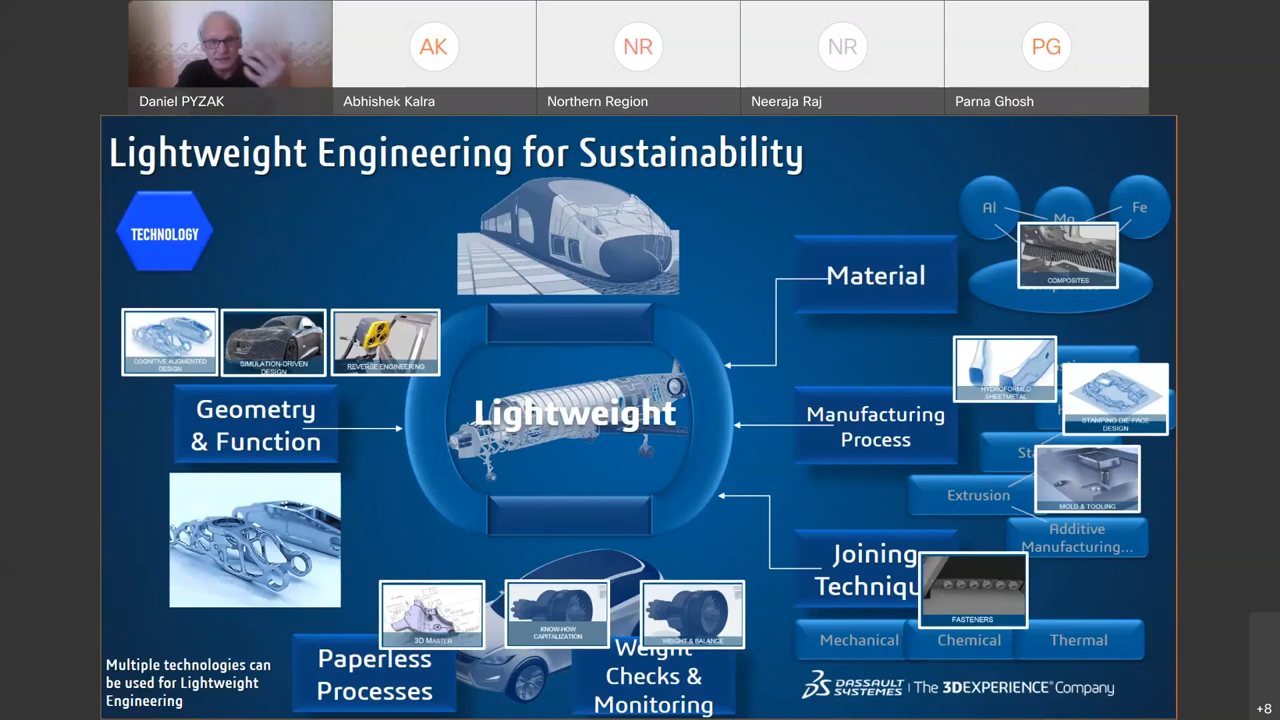 AK
NR
NR
PG
Daniel PYZAK
Abhishek Kalra
Northern Region
Neeraja Raj
Parna Ghosh
Lightweight Engineering for Sustainability
TECHNOLOGY
Al
Mg
Fe
Material
COMPOSITES
COGNITIVE AUGMENTED
DESIGN
SIMULATION-DRIVEN
DESIGN
REVERSE ENGINEERING
Geometry
& Function
Lightweight
Manufacturing
Process
HYDROFORMED
SHEETMETAL
STAMPING DIE FACE
DESIGN
Extrusion
MOLD & TOOLING
Additive
Manufacturing...
Joining
Techniqu
FASTENERS
Mechanical
Chemical
Thermal
3D MASTER
KNOW-HOW
CAPITALIZATION
WEIGHT & BALANCE
Paperless
Processes
Weight
Checks &
Monitoring
Multiple technologies can
be used for Lightweight
Engineering
DASSAULT SYSTEMES | The 3DEXPERIENCE® Company
+8